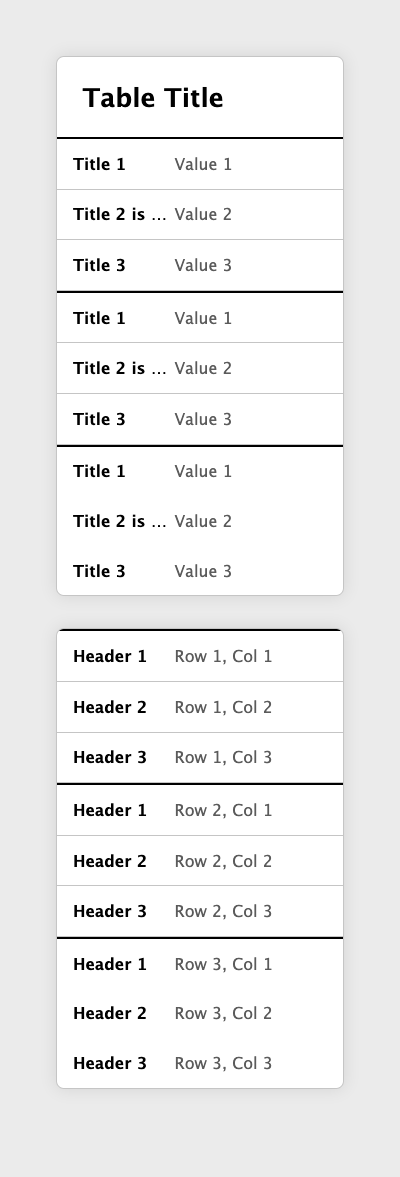 Table Title
Title 1 Value 1
Title 2 is ... Value 2
Title 3 Value 3
Title 1 Value 1
Title 2 is ... Value 2
Title 3 Value 3
Title 1 Value 1
Title 2 is ... Value 2
Title 3 Value 3
Header 1 Row 1, Col 1
Header 2 Row 1, Col 2
Header 3 Row 1, Col 3
Header 1 Row 2, Col 1
Header 2 Row 2, Col 2
Header 3 Row 2, Col 3
Header 1 Row 3, Col 1
Header 2 Row 3, Col 2
Header 3 Row 3, Col 3